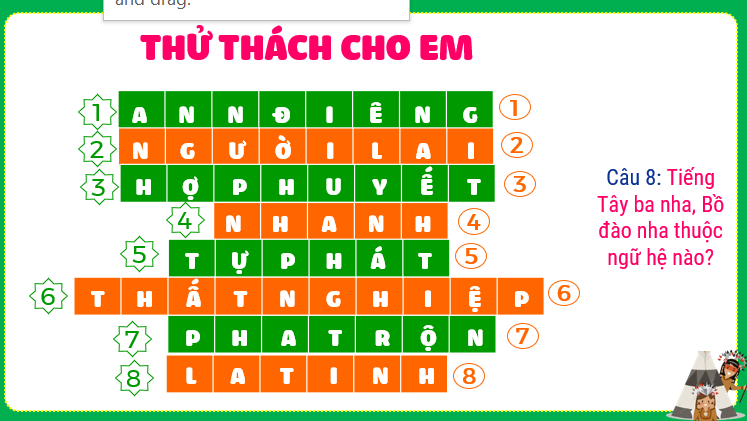 and drag.
THỬ THÁCH CHO EM
1 A N N Đ I Ê N G 1
2 N G Ư Ờ I L A I 2
3 H Ợ P H U Y Ế T 3
4 N H A N H 4
5 T Ự P H Á T 5
6 T H Ấ T N G H I Ệ P 6
7 P H A T R Ộ N 7
8 L A T I N H 8
Câu 8: Tiếng
Tây ba nha, Bồ
đào nha thuộc
ngữ hệ nào?